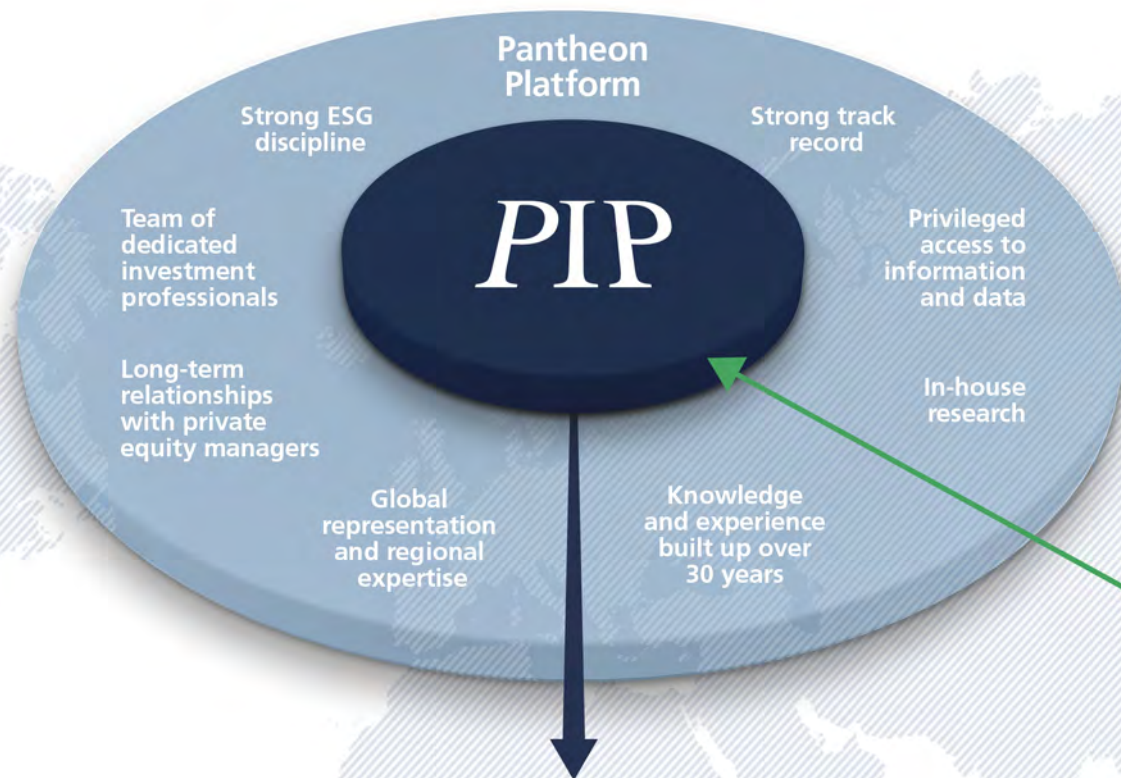 Pantheon
Platform
Strong ESG
discipline
Strong track
record
PIP
Team of
dedicated
investment
professionals
Privileged
access to
information
and data
Long-term
relationships
with private
equity managers
In-house
research
Global
representation
and regional
expertise
Knowledge
and experience
built up over
30 years